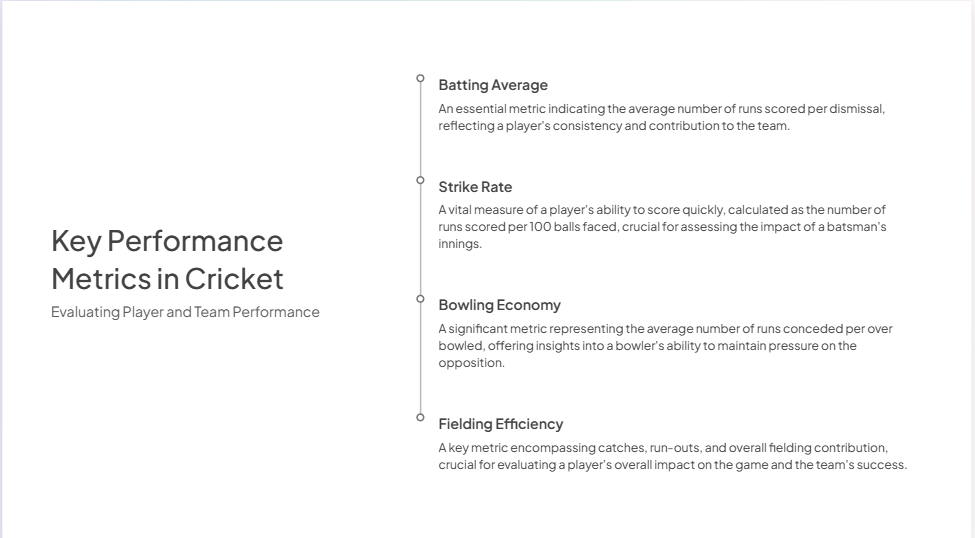 Key Performance
Metrics in Cricket
Evaluating Player and Team Performance
Batting Average
An essential metric indicating the average number of runs scored per dismissal,
reflecting a player's consistency and contribution to the team.
Strike Rate
A vital measure of a player's ability to score quickly, calculated as the number of
runs scored per 100 balls faced, crucial for assessing the impact of a batsman's
innings.
Bowling Economy
A significant metric representing the average number of runs conceded per over
bowled, offering insights into a bowler's ability to maintain pressure on the
opposition.
Fielding Efficiency
A key metric encompassing catches, run-outs, and overall fielding contribution,
crucial for evaluating a player's overall impact on the game and the team's success.